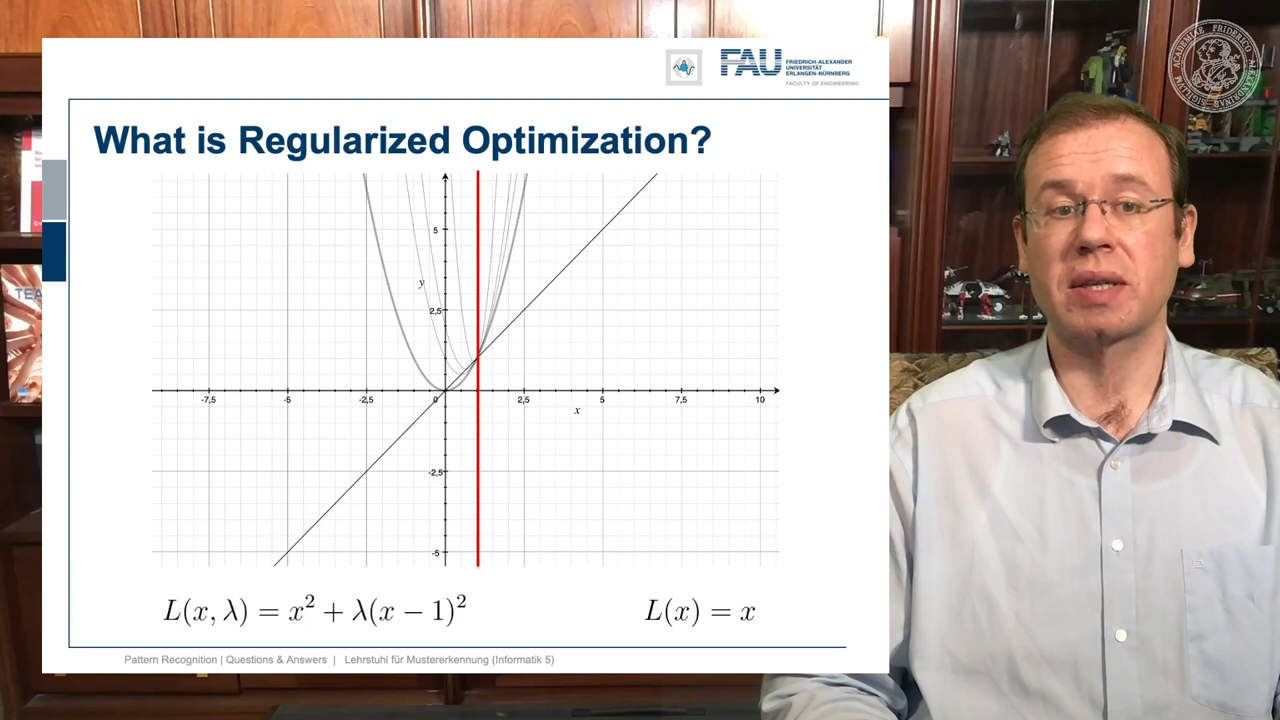 FAU
FRIEDRICH-ALEXANDER
UNIVERSITÄT
ERLANGEN-NÜRNBERG
FACULTY OF ENGINEERING
What is Regularized Optimization?
5
y
2,5
-7,5 -5 -2,5 0 2,5 5 7,5 10
x
-2,5
-5
L(x, λ) = x² + λ(x − 1)²
L(x) = x
Pattern Recognition | Questions & Answers | Lehrstuhl für Mustererkennung (Informatik 5)
TEA